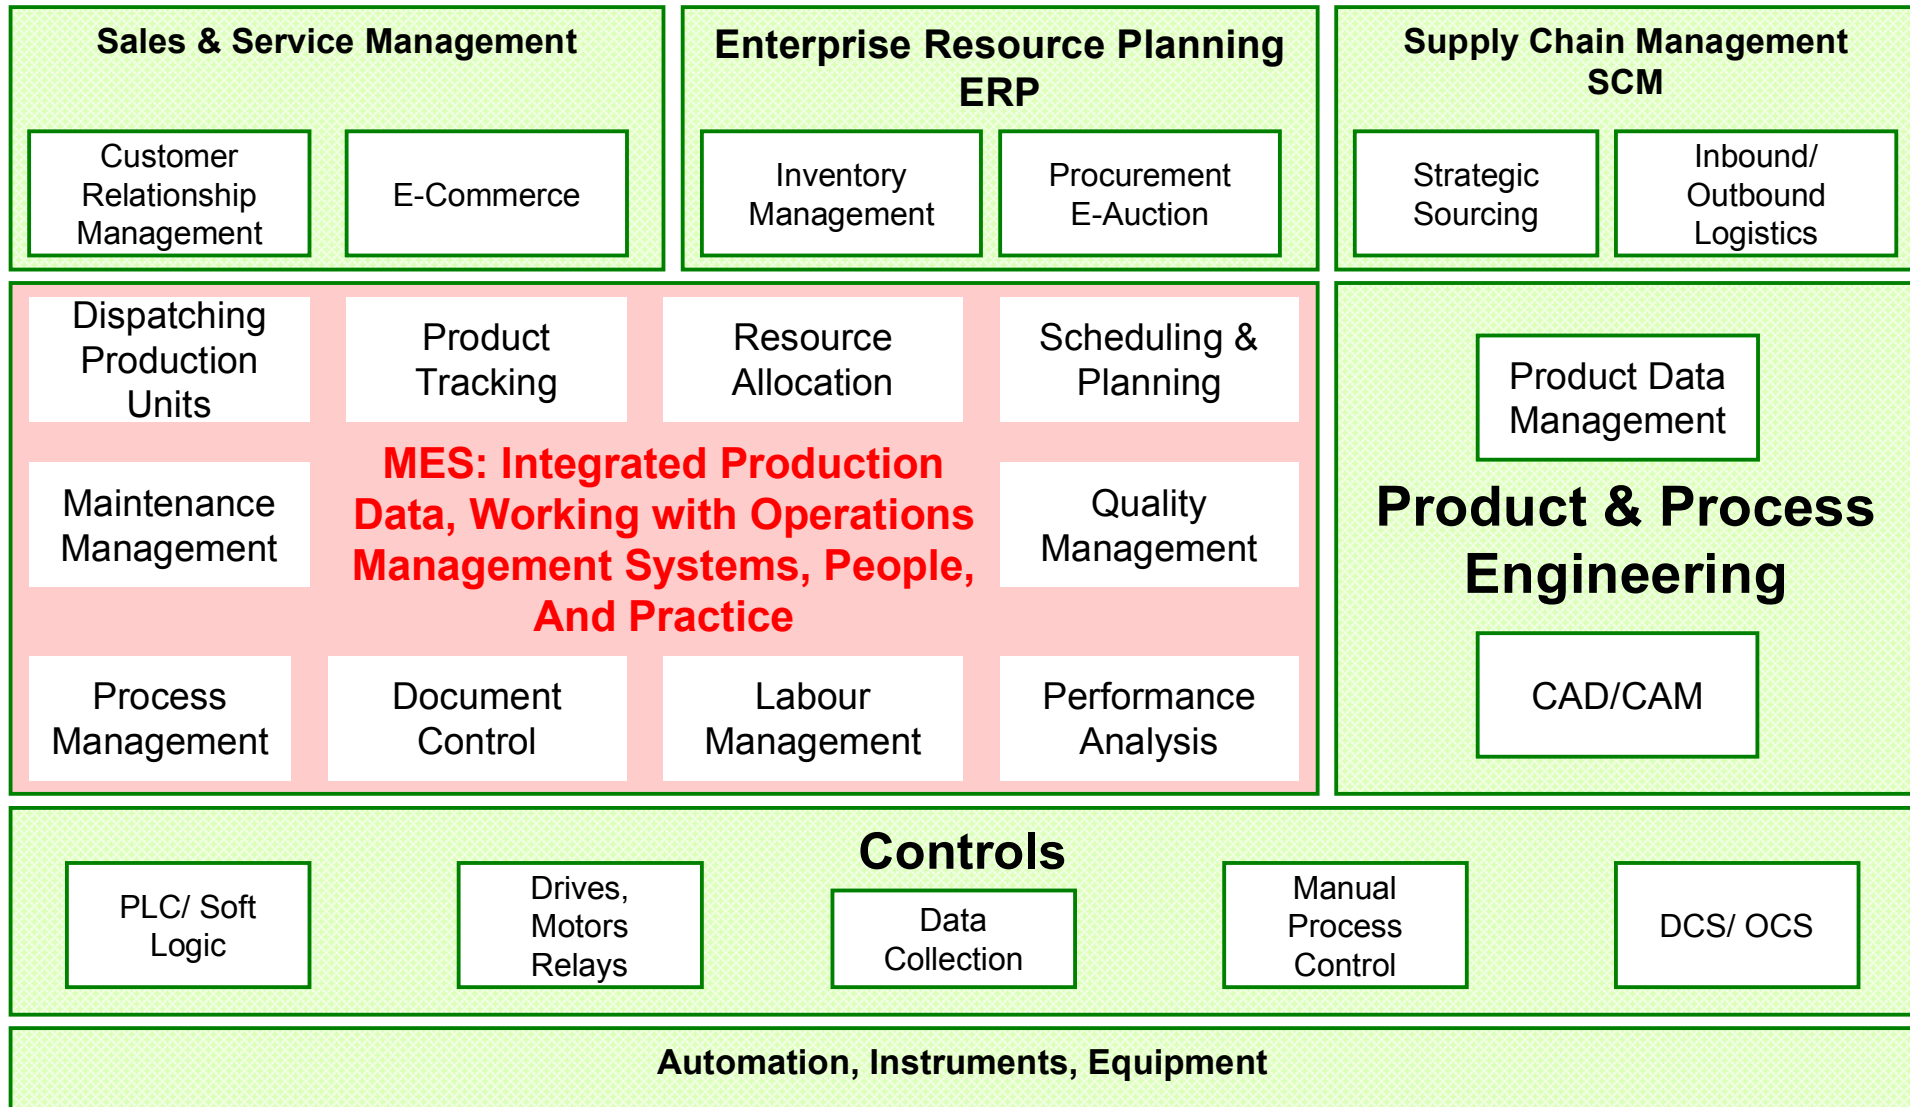 Sales & Service Management
Customer
Relationship
Management
E-Commerce
Enterprise Resource Planning
ERP
Inventory
Management
Procurement
E-Auction
Supply Chain Management
SCM
Strategic
Sourcing
Inbound/
Outbound
Logistics
Dispatching
Production
Units
Product
Tracking
Resource
Allocation
Scheduling &
Planning
Maintenance
Management
MES: Integrated Production
Data, Working with Operations
Management Systems, People,
And Practice
Quality
Management
Process
Management
Document
Control
Labour
Management
Performance
Analysis
Product Data
Management
Product & Process
Engineering
CAD/CAM
Controls
PLC/ Soft
Logic
Drives,
Motors
Relays
Data
Collection
Manual
Process
Control
DCS/ OCS
Automation, Instruments, Equipment